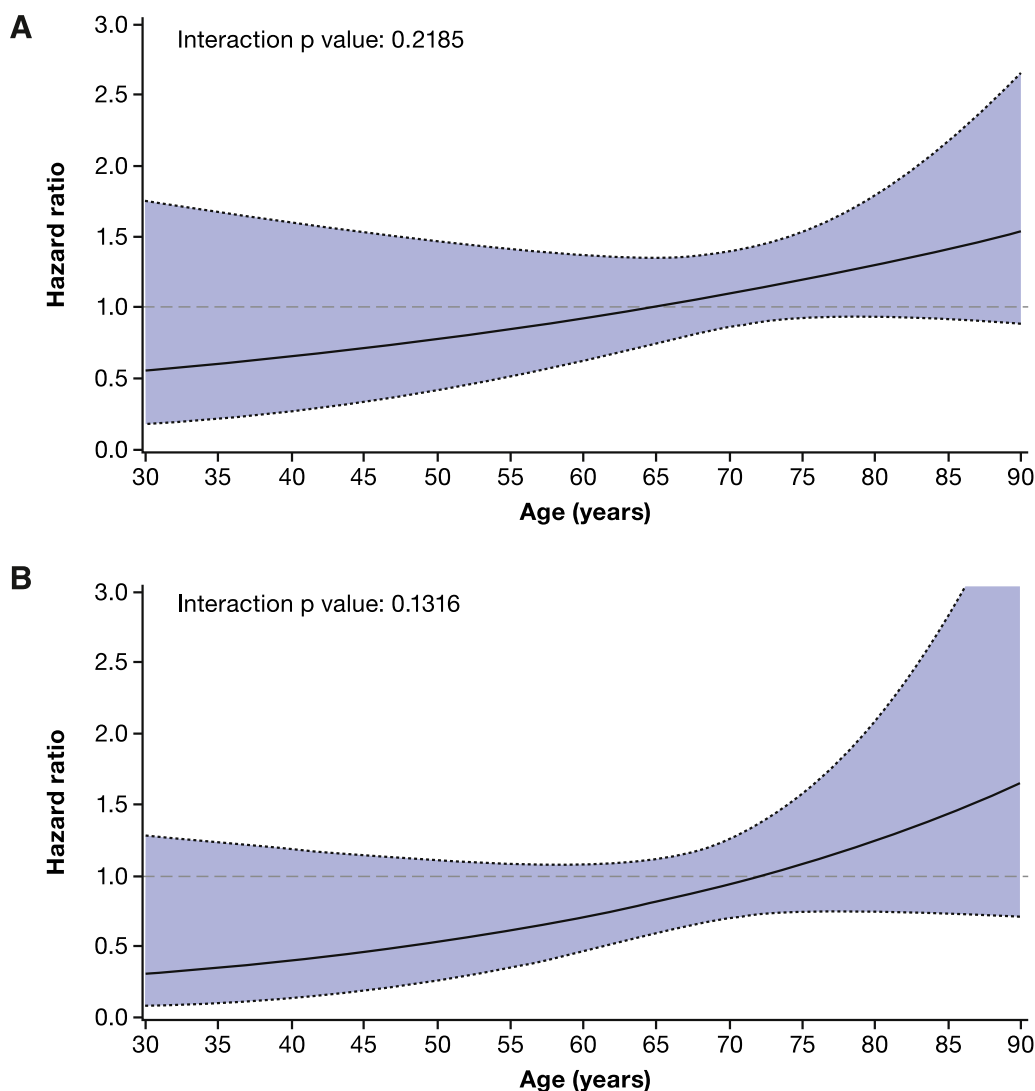 A
Interaction p value: 0.2185
Hazard ratio
3.0
2.5
2.0
1.5
1.0
0.5
0.0
30 35 40 45 50 55 60 65 70 75 80 85 90
Age (years)
B
Interaction p value: 0.1316
Hazard ratio
3.0
2.5
2.0
1.5
1.0
0.5
0.0
30 35 40 45 50 55 60 65 70 75 80 85 90
Age (years)